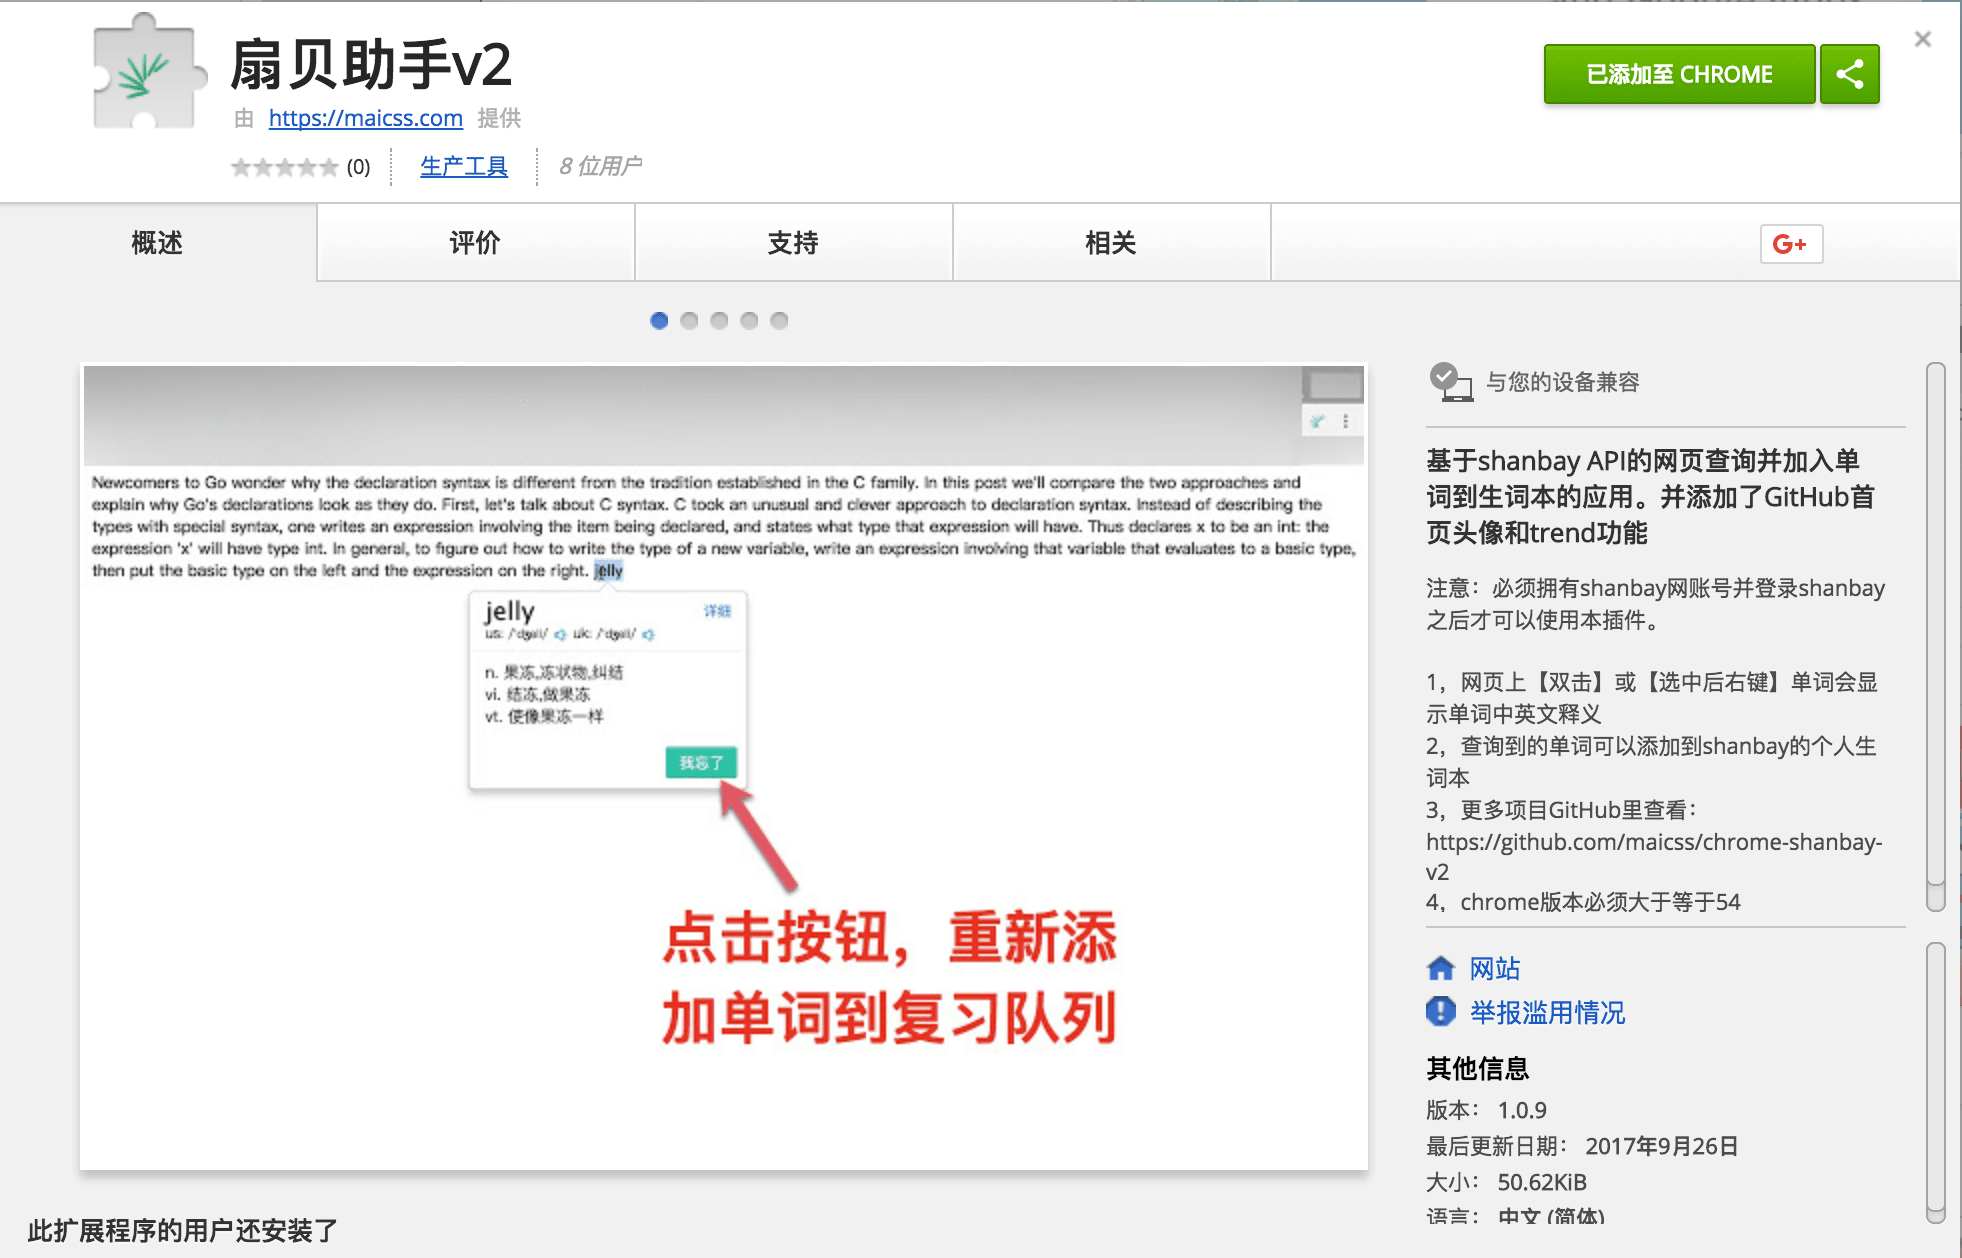 扇贝助手v2
由 https://maicss.com 提供
(0) 生产工具 8 位用户
已添加至 CHROME
概述 评价 支持 相关
G+
Newcomers to Go wonder why the declaration syntax is different from the tradition established in the C family. In this post we'll compare the two approaches and
explain why Go's declarations look as they do. First, let's talk about C syntax. C took an unusual and clever approach to declaration syntax. Instead of describing the
types with special syntax, one writes an expression involving the item being declared, and states what type that expression will have. Thus declares x to be an int: the
expression 'x' will have type int. In general, to figure out how to write the type of a new variable, write an expression involving that variable that evaluates to a basic type,
then put the basic type on the left and the expression on the right. jelly
jelly 详细
us: uk:
n. 果冻,冻状物,纠结
vi. 结冻,做果冻
vt. 使像果冻一样
我忘了
点击按钮，重新添
加单词到复习队列
与您的设备兼容
基于shanbay API的网页查询并加入单
词到生词本的应用。并添加了GitHub首
页头像和trend功能
注意：必须拥有shanbay网账号并登录shanbay
之后才可以使用本插件。
1，网页上【双击】或【选中后右键】单词会显
示单词中英文释义
2，查询到的单词可以添加到shanbay的个人生
词本
3，更多项目GitHub里查看：
https://github.com/maicss/chrome-shanbay-
v2
4，chrome版本必须大于等于54
网站
举报滥用情况
其他信息
版本： 1.0.9
最后更新日期： 2017年9月26日
大小： 50.62KiB
语言： 中文 (简体)
此扩展程序的用户还安装了